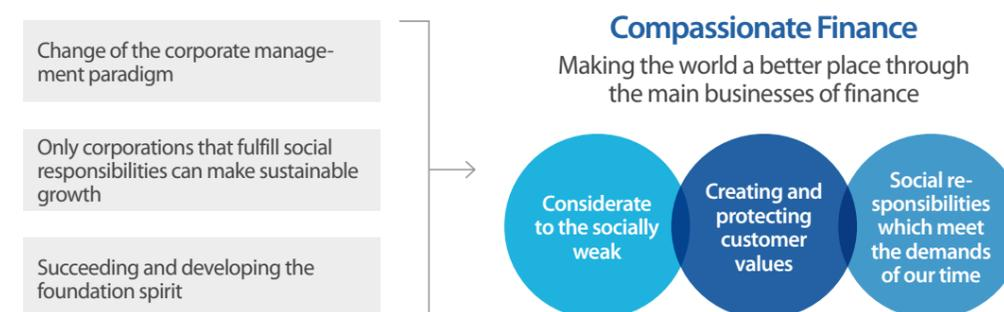 Change of the corporate manage-
ment paradigm
Only corporations that fulfill social
responsibilities can make sustainable
growth
Succeeding and developing the
foundation spirit
Compassionate Finance
Making the world a better place through
the main businesses of finance
Considerate
to the socially
weak
Creating and
protecting
customer
values
Social re-
sponsibilities
which meet
the demands
of our time